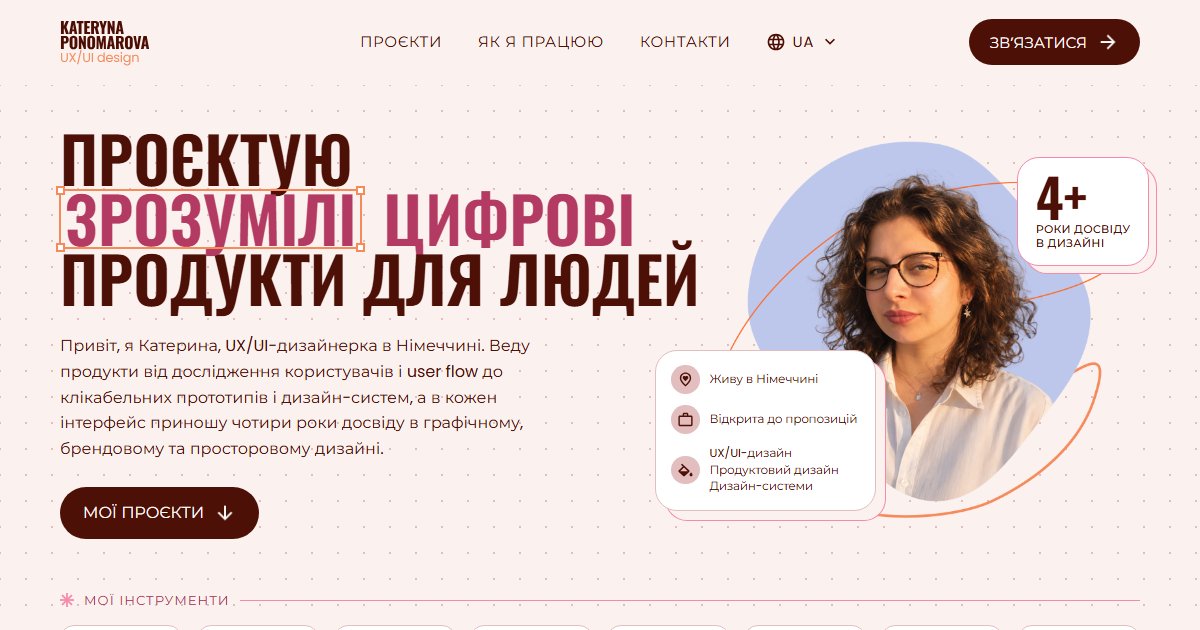 KATERYNA
PONOMAROVA
UX/UI design
ПРОЄКТИ
ЯК Я ПРАЦЮЮ
КОНТАКТИ
UA
ЗВ'ЯЗАТИСЯ
ПРОЄКТУЮ
ЗРОЗУМІЛІ ЦИФРОВІ
ПРОДУКТИ ДЛЯ ЛЮДЕЙ
Привіт, я Катерина, UX/UI-дизайнерка в Німеччині. Веду
продукти від дослідження користувачів і user flow до
клікабельних прототипів і дизайн-систем, а в кожен
інтерфейс приношу чотири роки досвіду в графічному,
брендовому та просторовому дизайні.
МОЇ ПРОЄКТИ
4+
РОКИ ДОСВІДУ
В ДИЗАЙНІ
Живу в Німеччині
Відкрита до пропозицій
UX/UI-дизайн
Продуктовий дизайн
Дизайн-системи
МОЇ ІНСТРУМЕНТИ